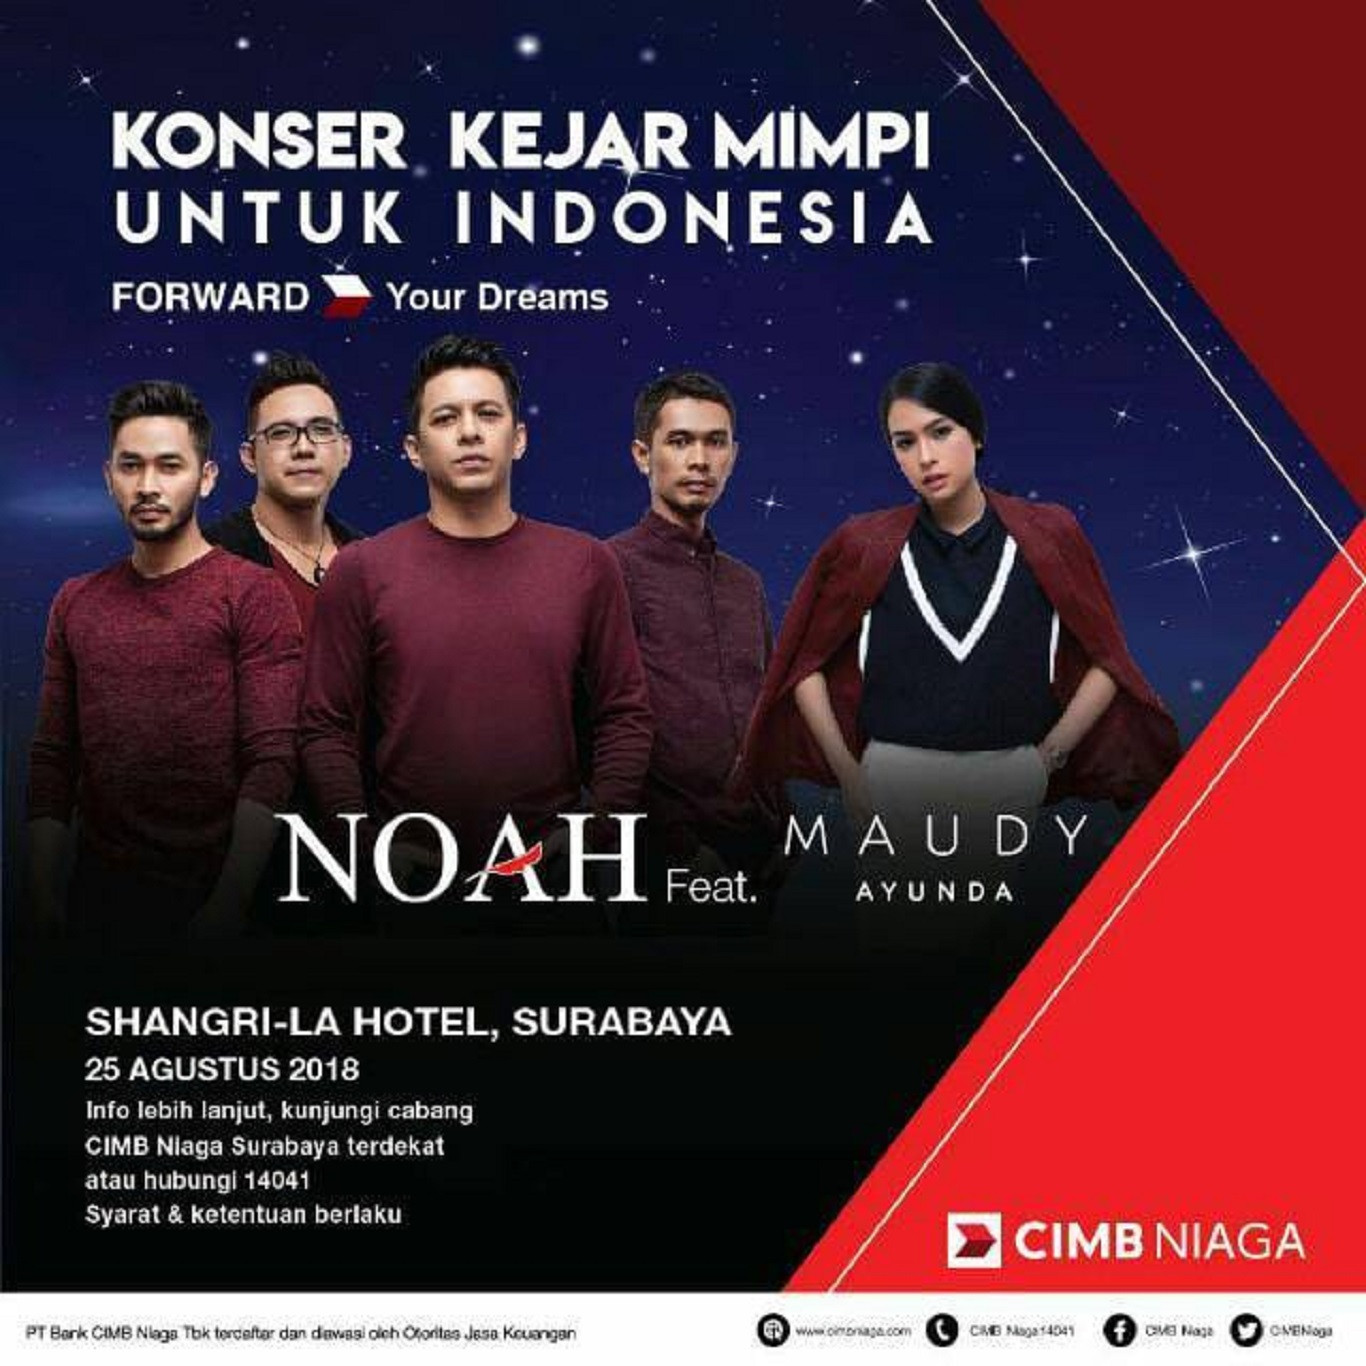 KONSER KEJAR MIMPI
UNTUK INDONESIA
FORWARD Your Dreams
NOAH Feat. MAUDY
AYUNDA
SHANGRI-LA HOTEL, SURABAYA
25 AGUSTUS 2018
Info lebih lanjut, kunjungi cabang
CIMB Niaga Surabaya terdekat
atau hubungi 14041
Syarat & ketentuan berlaku
CIMB NIAGA
PT Bank CIMB Niaga Tbk terdaftar dan diawasi oleh Otoritas Jasa Keuangan
www.cimbniaga.com CIMB Niaga 14041 CIMB Niaga CIMBNiaga